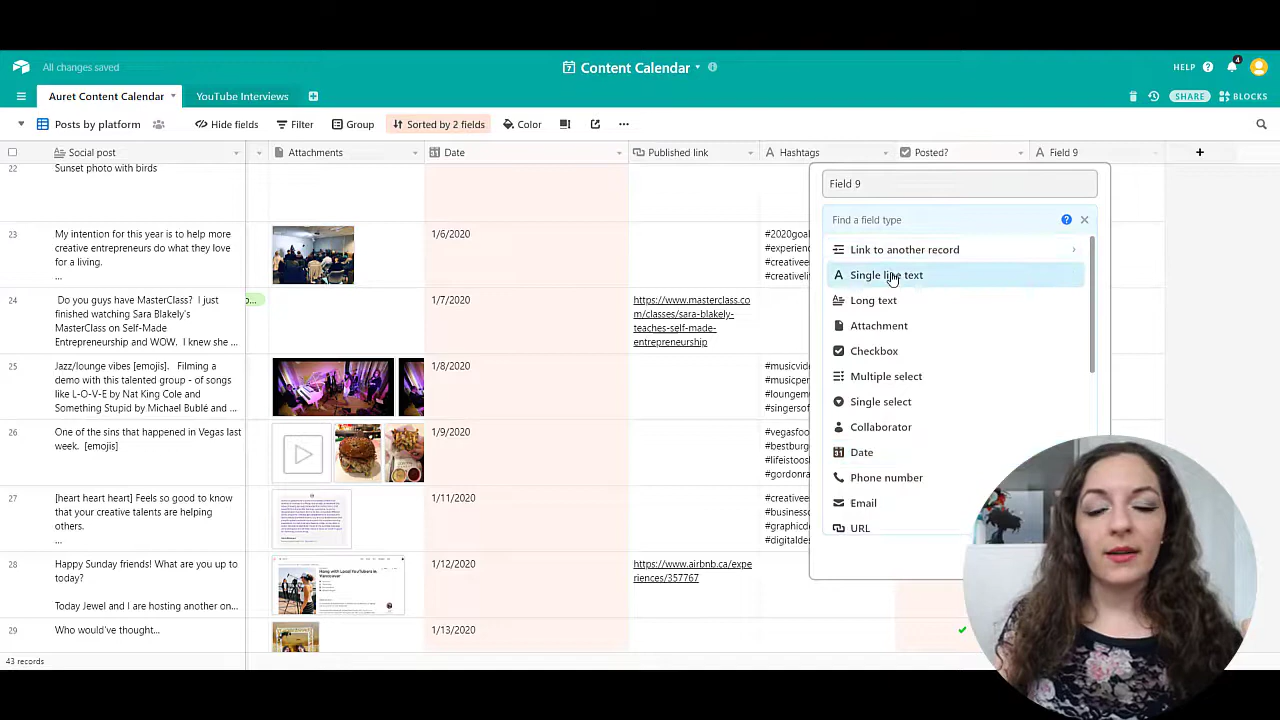 All changes saved
Content Calendar
HELP
4
Auret Content Calendar
YouTube Interviews
SHARE
BLOCKS
Posts by platform
Hide fields
Filter
Group
Sorted by 2 fields
Color
Social post
Attachments
Date
Published link
Hashtags
Posted?
Field 9
22
Sunset photo with birds
23
My intention for this year is to help more
creative entrepreneurs do what they love
for a living.
...
1/6/2020
#2020goal
#experien
#creativee
#creativeli
24
Do you guys have MasterClass? I just
finished watching Sara Blakely's
MasterClass on Self-Made
Entrepreneurship and WOW. I knew she ...
o...
1/7/2020
https://www.masterclass.co
m/classes/sara-blakely-
teaches-self-made-
entrepreneurship
25
Jazz/lounge vibes [emojis]. Filming a
demo with this talented group - of songs
like L-O-V-E by Nat King Cole and
Something Stupid by Michael Bublé and ...
1/8/2020
#musicvid
#musicper
#loungem
#singersof
26
One of the sins that happened in Vegas last
week. [emojis]
1/9/2020
#vegasfoo
#bestburg
#lifeistoosh
#gordonra
27
[heart heart heart] Feels so good to know
that your creative talents are helping
...
1/11/2020
#creativee
#business
#graphicd
#digitaldes
28
Happy Sunday friends! What are you up to
today?
and I are hosting another o...
Hang with Local YouTubers in
Vancouver
1/12/2020
https://www.airbnb.ca/expe
riences/357767
29
Who would've thought...
1/13/2020
43 records
Field 9
Find a field type
Link to another record
Single line text
Long text
Attachment
Checkbox
Multiple select
Single select
Collaborator
Date
Phone number
Email
URL